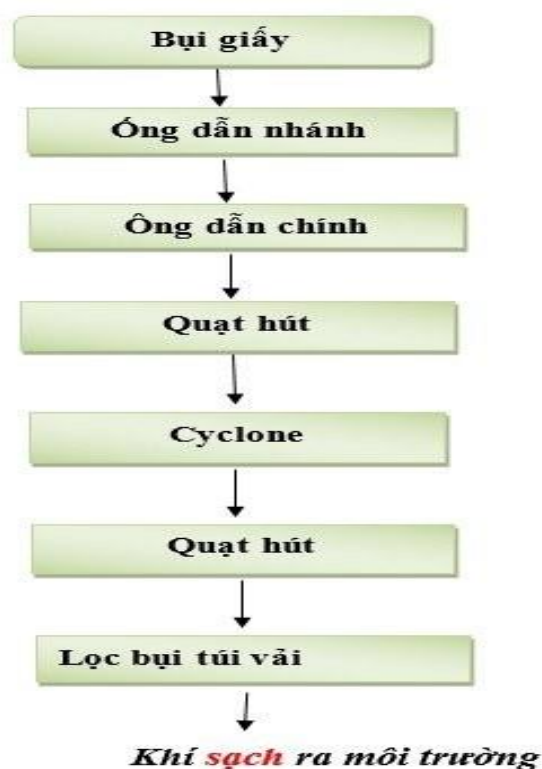 Bụi giấy
Ống dẫn nhánh
Ông dẫn chính
Quạt hút
Cyclone
Quạt hút
Lọc bụi túi vải
Khí sạch ra môi trường